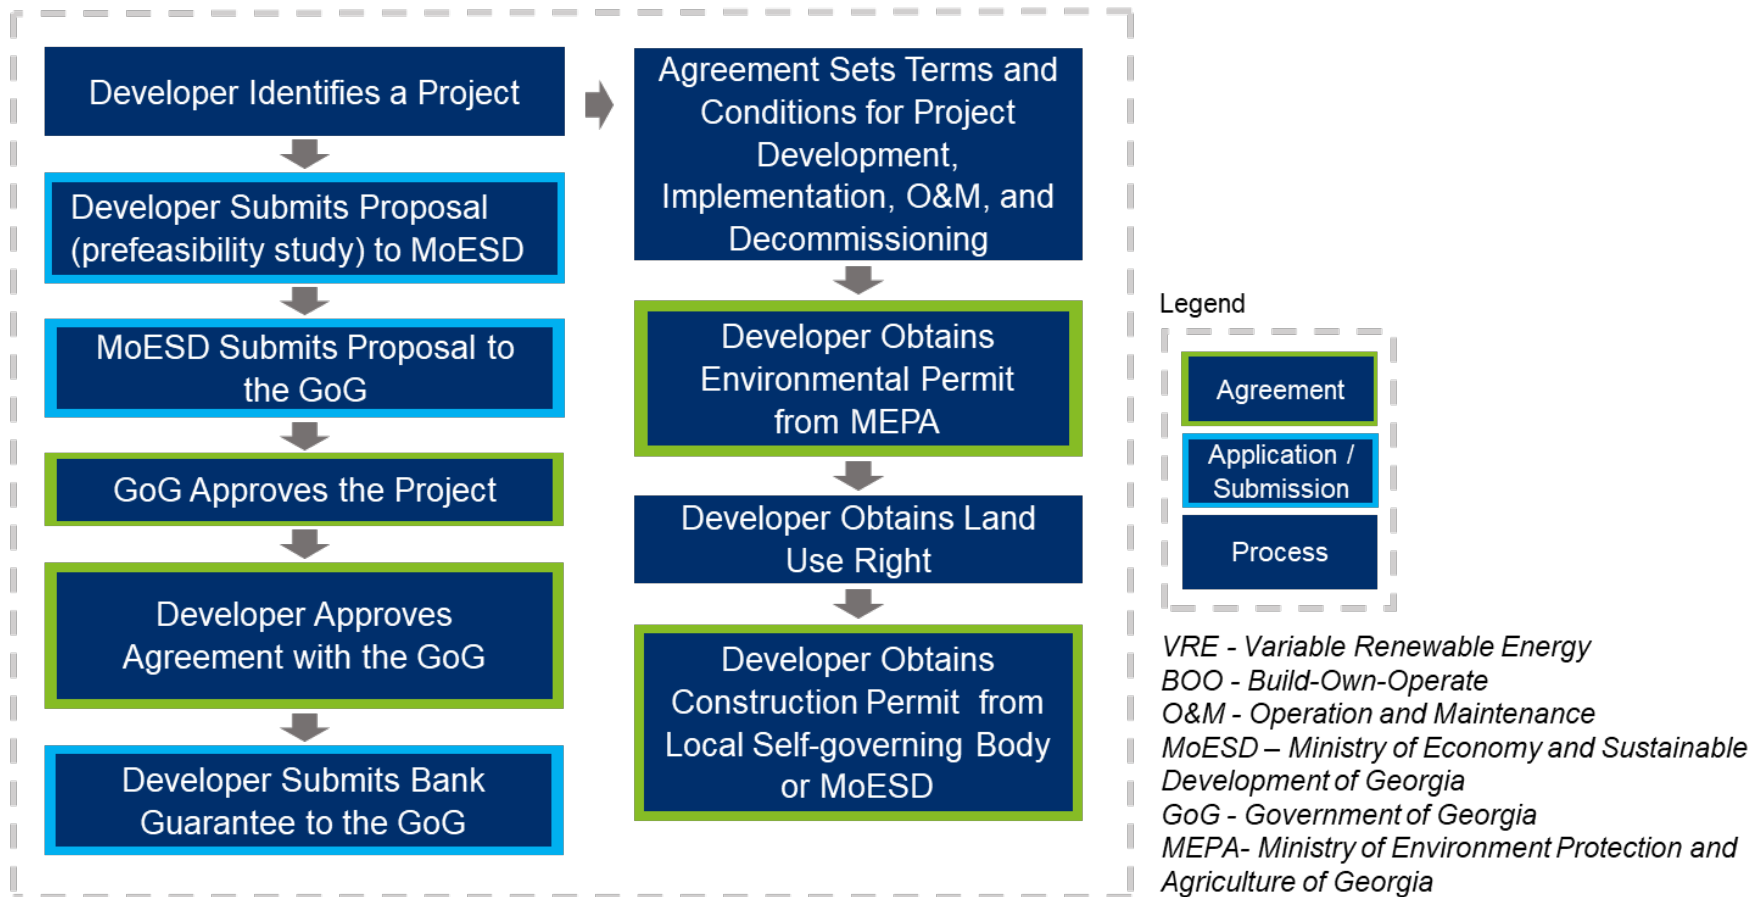 Developer Identifies a Project
Developer Submits Proposal
(prefeasibility study) to MoESD
MoESD Submits Proposal to
the GoG
GoG Approves the Project
Developer Approves
Agreement with the GoG
Developer Submits Bank
Guarantee to the GoG
Agreement Sets Terms and
Conditions for Project
Development,
Implementation, O&M, and
Decommissioning
Developer Obtains
Environmental Permit
from MEPA
Developer Obtains Land
Use Right
Developer Obtains
Construction Permit from
Local Self-governing Body
or MoESD
Legend
Agreement
Application /
Submission
Process
VRE - Variable Renewable Energy
BOO - Build-Own-Operate
O&M - Operation and Maintenance
MoESD – Ministry of Economy and Sustainable
Development of Georgia
GoG - Government of Georgia
MEPA- Ministry of Environment Protection and
Agriculture of Georgia